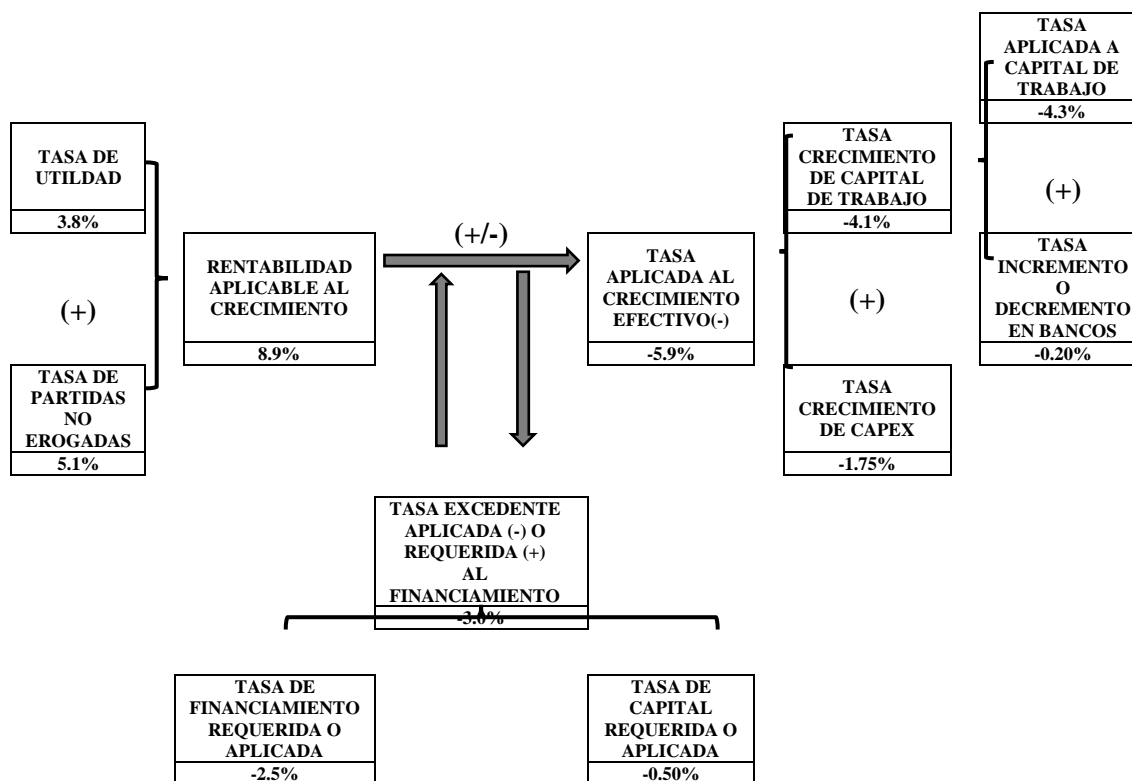 TASA
APLICADA A
CAPITAL DE
TRABAJO
-4.3%
TASA DE
UTILDAD
3.8%
TASA
CRECIMIENTO
DE CAPITAL
DE TRABAJO
-4.1%
(+)
(+/-)
RENTABILIDAD
APLICABLE AL
CRECIMIENTO
8.9%
TASA
APLICADA AL
CRECIMIENTO
EFECTIVO(-)
-5.9%
TASA
INCREMENTO
O
DECREMENTO
EN BANCOS
-0.20%
(+)
(+)
TASA DE
PARTIDAS
NO
EROGADAS
5.1%
TASA
CRECIMIENTO
DE CAPEX
-1.75%
TASA EXCEDENTE
APLICADA (-) O
REQUERIDA (+)
AL
FINANCIAMIENTO
-3.0%
TASA DE
FINANCIAMIENTO
REQUERIDA O
APLICADA
-2.5%
TASA DE
CAPITAL
REQUERIDA O
APLICADA
-0.50%